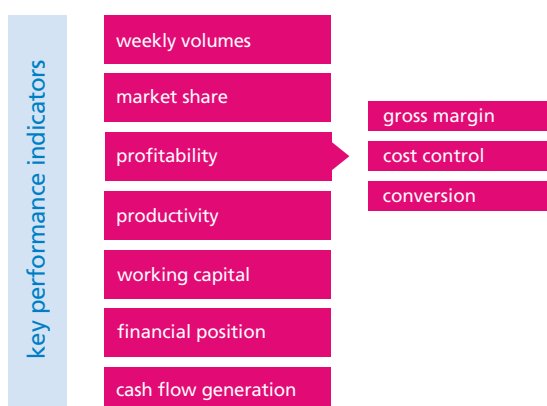 key performance indicators
weekly volumes
market share
profitability
gross margin
cost control
conversion
productivity
working capital
financial position
cash flow generation